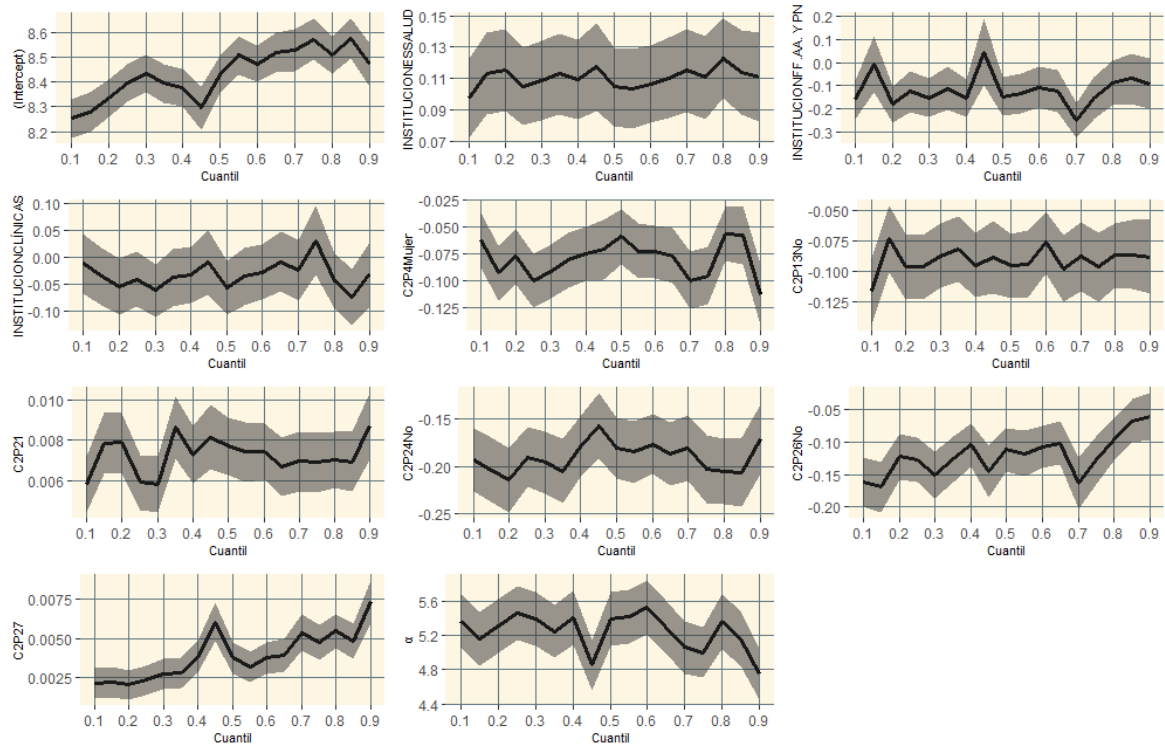 (Intercept)
8.6
8.5
8.4
8.3
8.2
0.1 0.2 0.3 0.4 0.5 0.6 0.7 0.8 0.9
Cuantil
INSTITUCIONESSALUD
0.15
0.13
0.11
0.09
0.07
0.1 0.2 0.3 0.4 0.5 0.6 0.7 0.8 0.9
Cuantil
INSTITUCIONFF .AA. Y PN
0.2
0.1
0.0
-0.1
-0.2
-0.3
0.1 0.2 0.3 0.4 0.5 0.6 0.7 0.8 0.9
Cuantil
INSTITUCIONCLÍNICAS
0.10
0.05
0.00
-0.05
-0.10
0.1 0.2 0.3 0.4 0.5 0.6 0.7 0.8 0.9
Cuantil
C2P4Mujer
-0.025
-0.050
-0.075
-0.100
-0.125
0.1 0.2 0.3 0.4 0.5 0.6 0.7 0.8 0.9
Cuantil
C2P13No
-0.050
-0.075
-0.100
-0.125
0.1 0.2 0.3 0.4 0.5 0.6 0.7 0.8 0.9
Cuantil
C2P21
0.010
0.008
0.006
0.1 0.2 0.3 0.4 0.5 0.6 0.7 0.8 0.9
Cuantil
C2P24No
-0.15
-0.20
-0.25
0.1 0.2 0.3 0.4 0.5 0.6 0.7 0.8 0.9
Cuantil
C2P26No
-0.05
-0.10
-0.15
-0.20
0.1 0.2 0.3 0.4 0.5 0.6 0.7 0.8 0.9
Cuantil
C2P27
0.0075
0.0050
0.0025
0.1 0.2 0.3 0.4 0.5 0.6 0.7 0.8 0.9
Cuantil
α
5.6
5.2
4.8
4.4
0.1 0.2 0.3 0.4 0.5 0.6 0.7 0.8 0.9
Cuantil